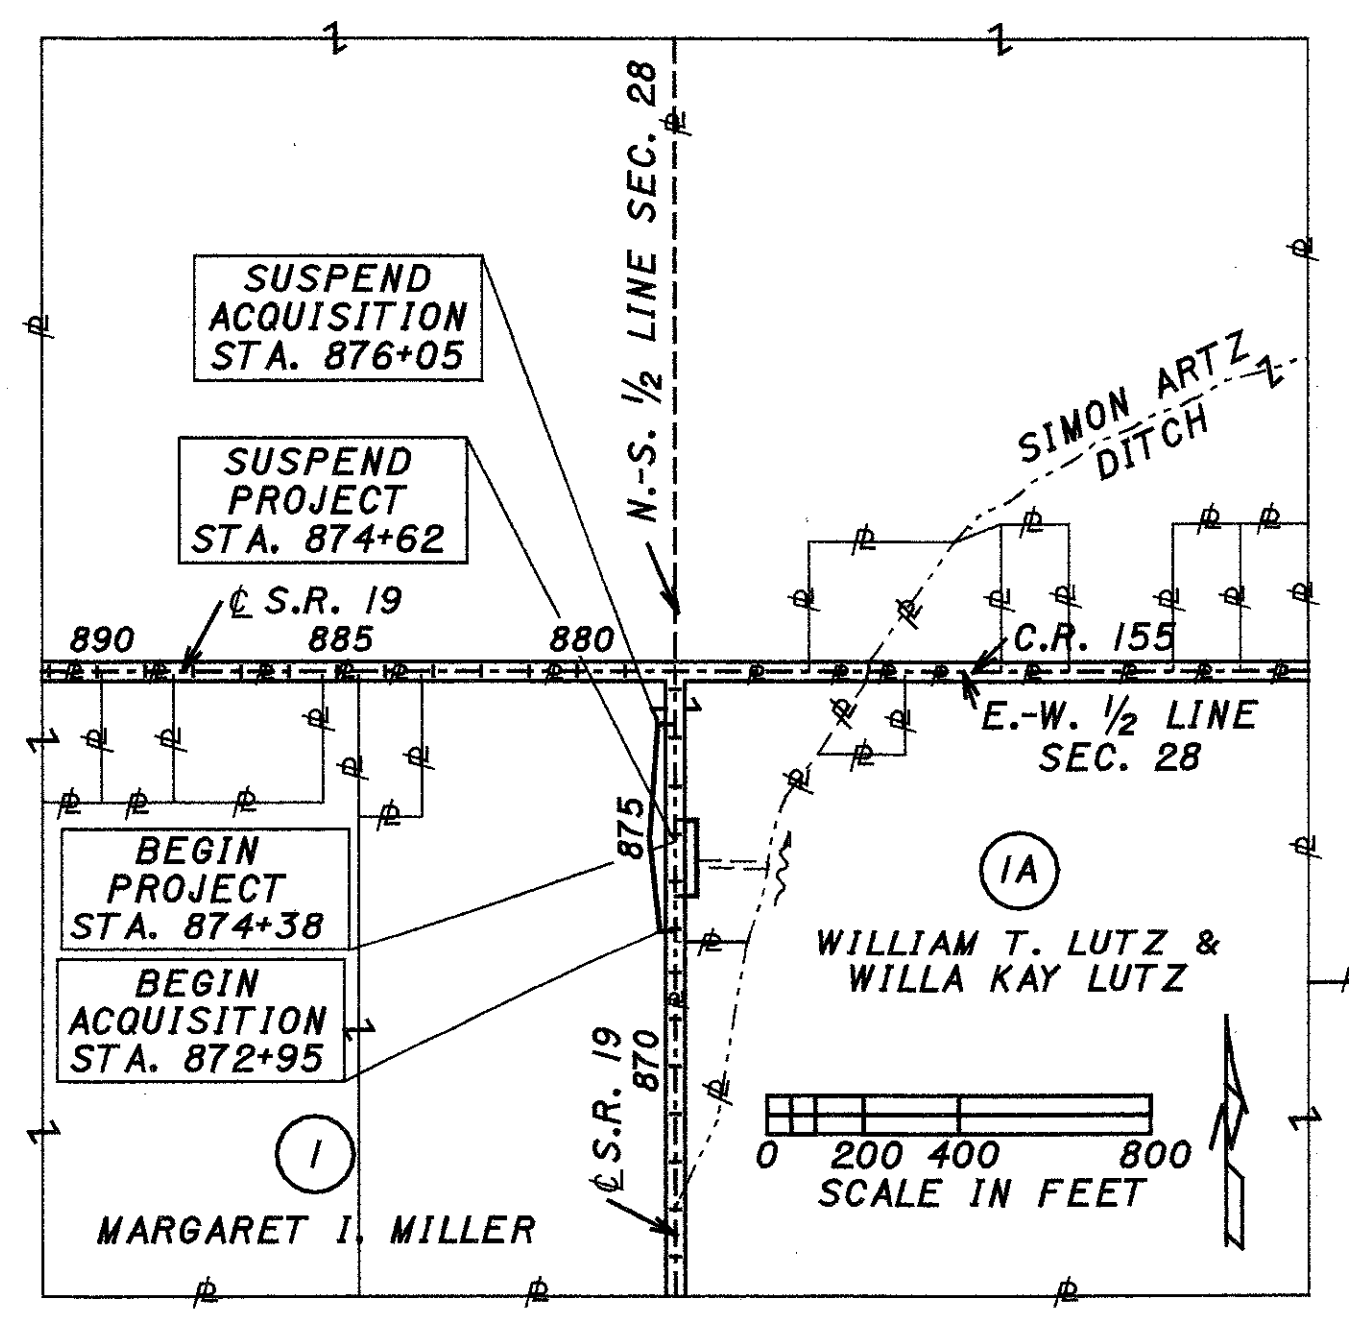 N.-S. ½ LINE SEC. 28
SUSPEND
ACQUISITION
STA. 876+05
SIMON ARTZ
DITCH
SUSPEND
PROJECT
STA. 874+62
℄ S.R. 19
890 885 880
C.R. 155
E.-W. ½ LINE
SEC. 28
875
BEGIN
PROJECT
STA. 874+38
1A
WILLIAM T. LUTZ &
WILLA KAY LUTZ
BEGIN
ACQUISITION
STA. 872+95
870
℄ S.R. 19
0 200 400 800
SCALE IN FEET
1
MARGARET I. MILLER